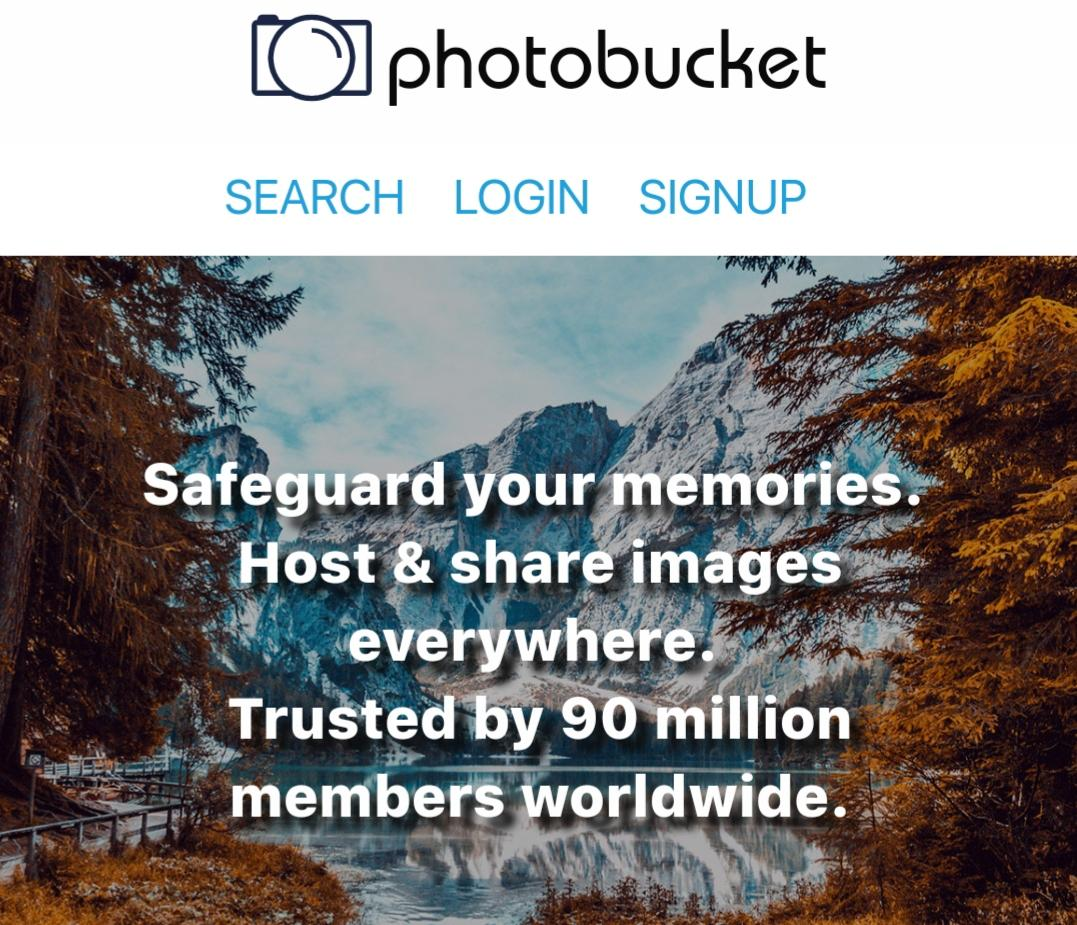 photobucket
SEARCH LOGIN SIGNUP
Safeguard your memories.
Host & share images
everywhere.
Trusted by 90 million
members worldwide.